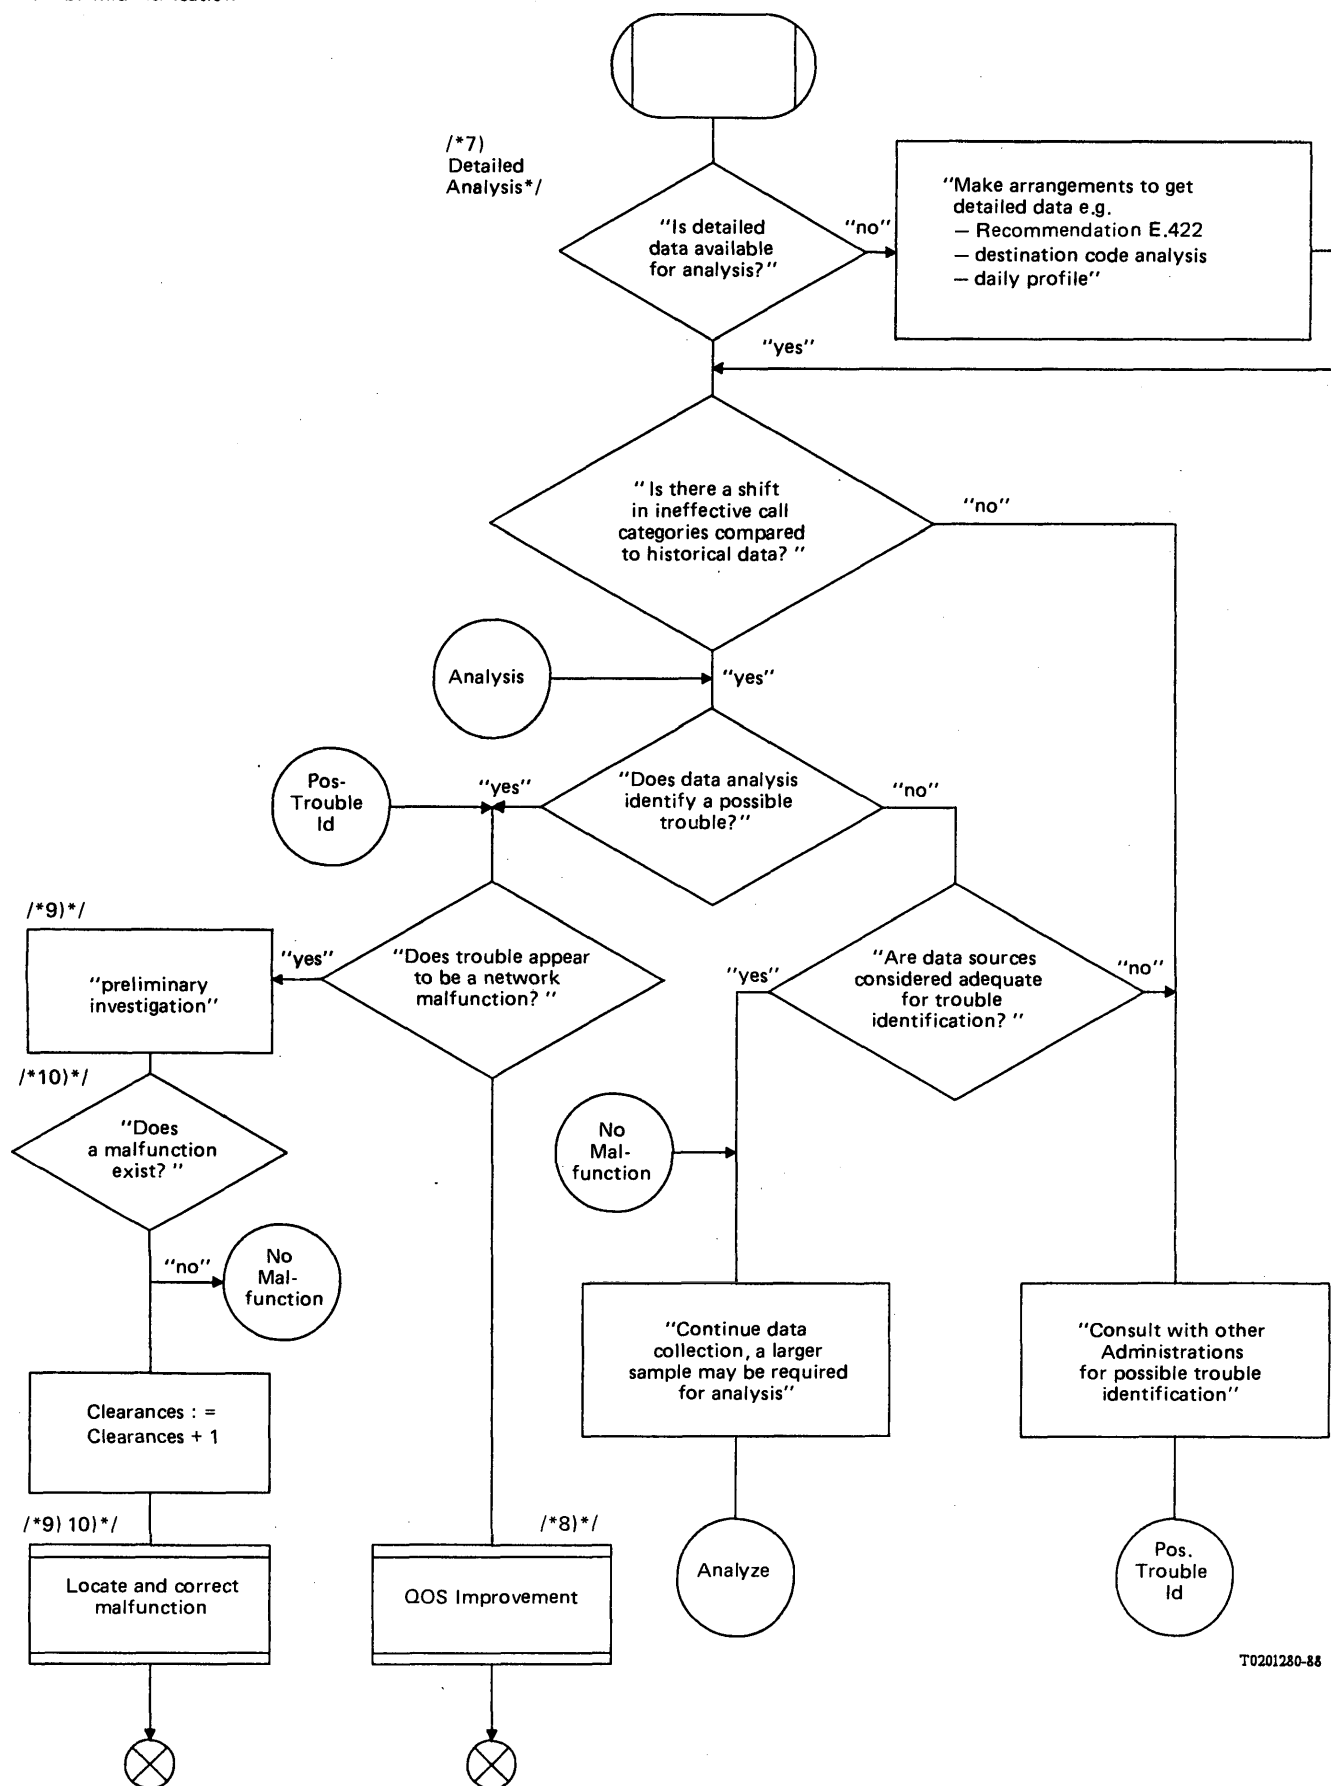 /*7)
Detailed
Analysis*/
"Is detailed
data available
for analysis?"
"no"
"Make arrangements to get
detailed data e.g.
— Recommendation E.422
— destination code analysis
— daily profile"
"yes"
"Is there a shift
in ineffective call
categories compared
to historical data? "
"no"
Analysis
"yes"
Pos-
Trouble
Id
"yes"
"Does data analysis
identify a possible
trouble?"
"no"
/*9)*/
"preliminary
investigation"
"yes"
"Does trouble appear
to be a network
malfunction? "
"yes"
"Are data sources
considered adequate
for trouble
identification? "
"no"
/*10)*/
"Does
a malfunction
exist? "
No
Mal-
function
"no"
No
Mal-
function
"Continue data
collection, a larger
sample may be required
for analysis"
"Consult with other
Administrations
for possible trouble
identification"
Clearances : =
Clearances + 1
/*9) 10)*/
Locate and correct
malfunction
/*8)*/
QOS Improvement
Analyze
Pos.
Trouble
Id
T0201280-88